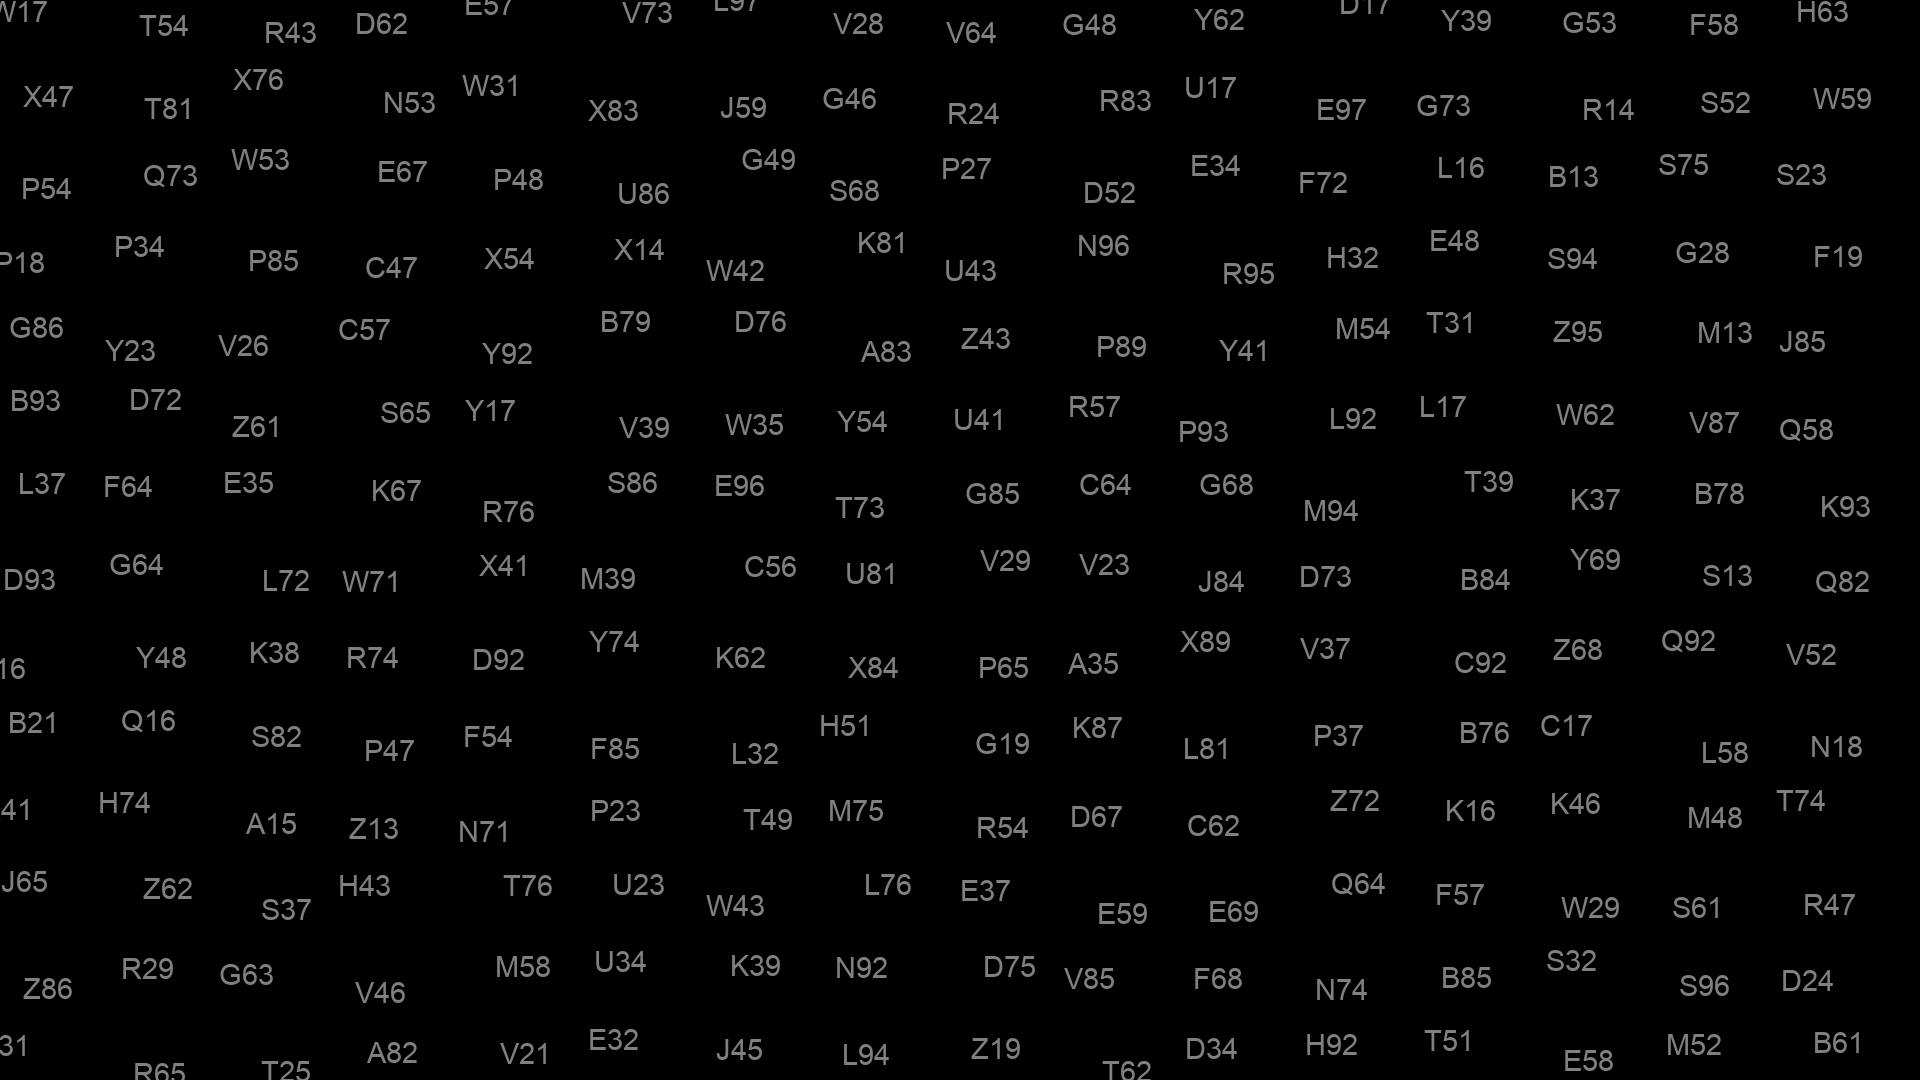 W17 T54 R43 D62 E57 V73 L97 V28 V64 G48 Y62 D17 Y39 G53 F58 H63
X47 T81 X76 N53 W31 X83 J59 G46 R24 R83 U17 E97 G73 R14 S52 W59
P54 Q73 W53 E67 P48 U86 G49 S68 P27 D52 E34 F72 L16 B13 S75 S23
P18 P34 P85 C47 X54 X14 W42 K81 U43 N96 R95 H32 E48 S94 G28 F19
G86 Y23 V26 C57 Y92 B79 D76 A83 Z43 P89 Y41 M54 T31 Z95 M13 J85
B93 D72 Z61 S65 Y17 V39 W35 Y54 U41 R57 P93 L92 L17 W62 V87 Q58
L37 F64 E35 K67 R76 S86 E96 T73 G85 C64 G68 M94 T39 K37 B78 K93
D93 G64 L72 W71 X41 M39 C56 U81 V29 V23 J84 D73 B84 Y69 S13 Q82
16 Y48 K38 R74 D92 Y74 K62 X84 P65 A35 X89 V37 C92 Z68 Q92 V52
B21 Q16 S82 P47 F54 F85 L32 H51 G19 K87 L81 P37 B76 C17 L58 N18
41 H74 A15 Z13 N71 P23 T49 M75 R54 D67 C62 Z72 K16 K46 M48 T74
J65 Z62 S37 H43 T76 U23 W43 L76 E37 E59 E69 Q64 F57 W29 S61 R47
Z86 R29 G63 V46 M58 U34 K39 N92 D75 V85 F68 N74 B85 S32 S96 D24
31 R65 T25 A82 V21 E32 J45 L94 Z19 T62 D34 H92 T51 E58 M52 B61